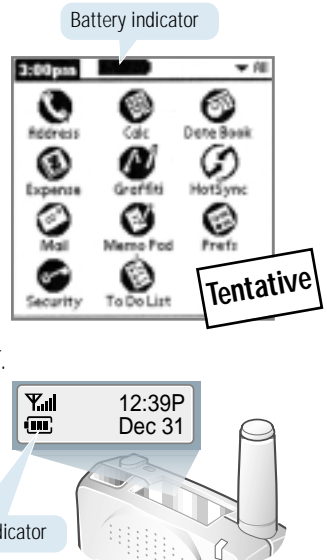 Battery indicator
3:00pm
All
Address Calc Date Book
Expense Graffiti HotSync
Mail Memo Pad Prefs
Security To Do List
Tentative
12:39P
Dec 31
dicator